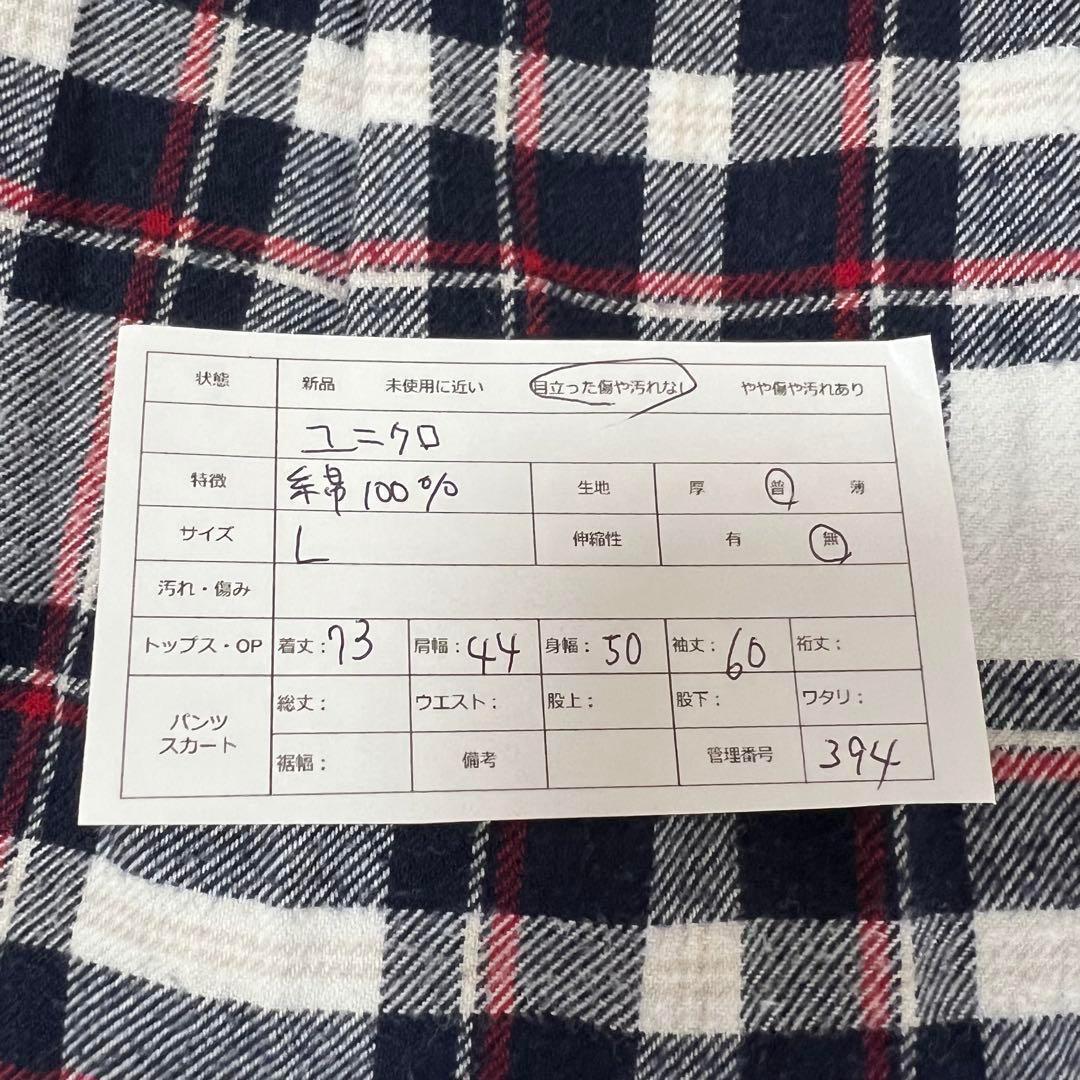 状態 新品 未使用に近い 目立った傷や汚れなし やや傷や汚れあり
ユニクロ
特徴 綿100% 生地 厚 普 薄
サイズ L 伸縮性 有 無
汚れ・傷み
トップス・OP 着丈：73 肩幅：44 身幅：50 袖丈：60 裄丈：
パンツ
スカート
総丈： ウエスト： 股上： 股下： ワタリ：
裾幅： 備考 管理番号 394